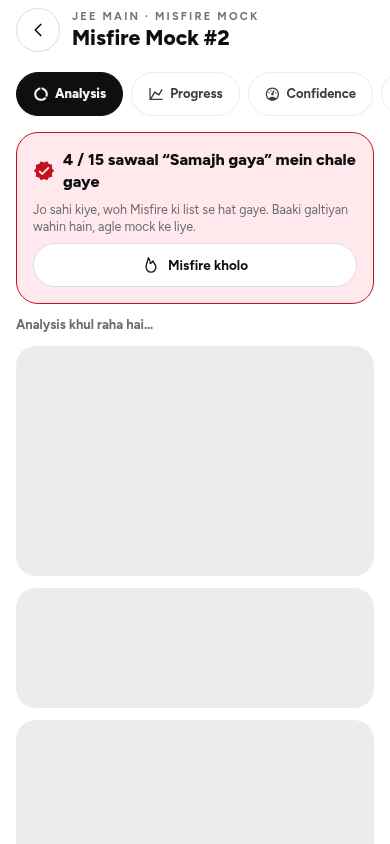 JEE MAIN · MISFIRE MOCK
Misfire Mock #2
Analysis
Progress
Confidence
4 / 15 sawaal “Samajh gaya” mein chale
gaye
Jo sahi kiye, woh Misfire ki list se hat gaye. Baaki galtiyan
wahin hain, agle mock ke liye.
Misfire kholo
Analysis khul raha hai...